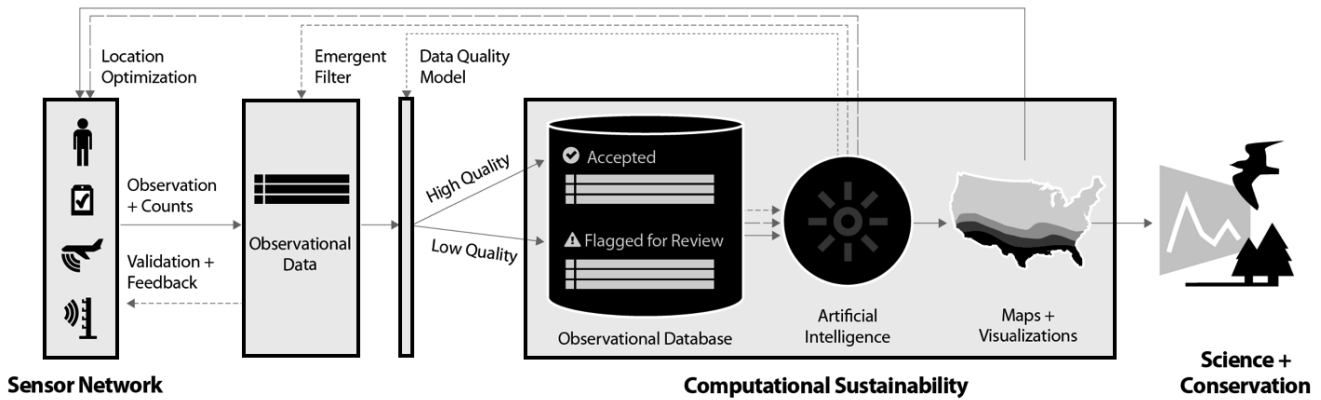 Location
Optimization
Emergent
Filter
Data Quality
Model
Observation
+ Counts
Validation +
Feedback
Observational
Data
High Quality
Low Quality
Accepted
Flagged for Review
Observational Database
Artificial
Intelligence
Maps +
Visualizations
Sensor Network
Computational Sustainability
Science +
Conservation